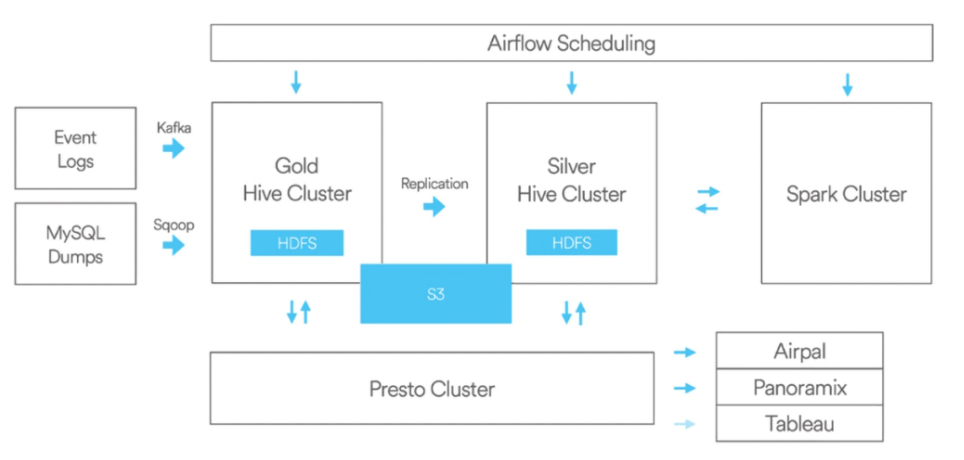 Airflow Scheduling
Event
Logs
Kafka
MySQL
Dumps
Sqoop
Gold
Hive Cluster
HDFS
Replication
Silver
Hive Cluster
HDFS
S3
Spark Cluster
Presto Cluster
Airpal
Panoramix
Tableau